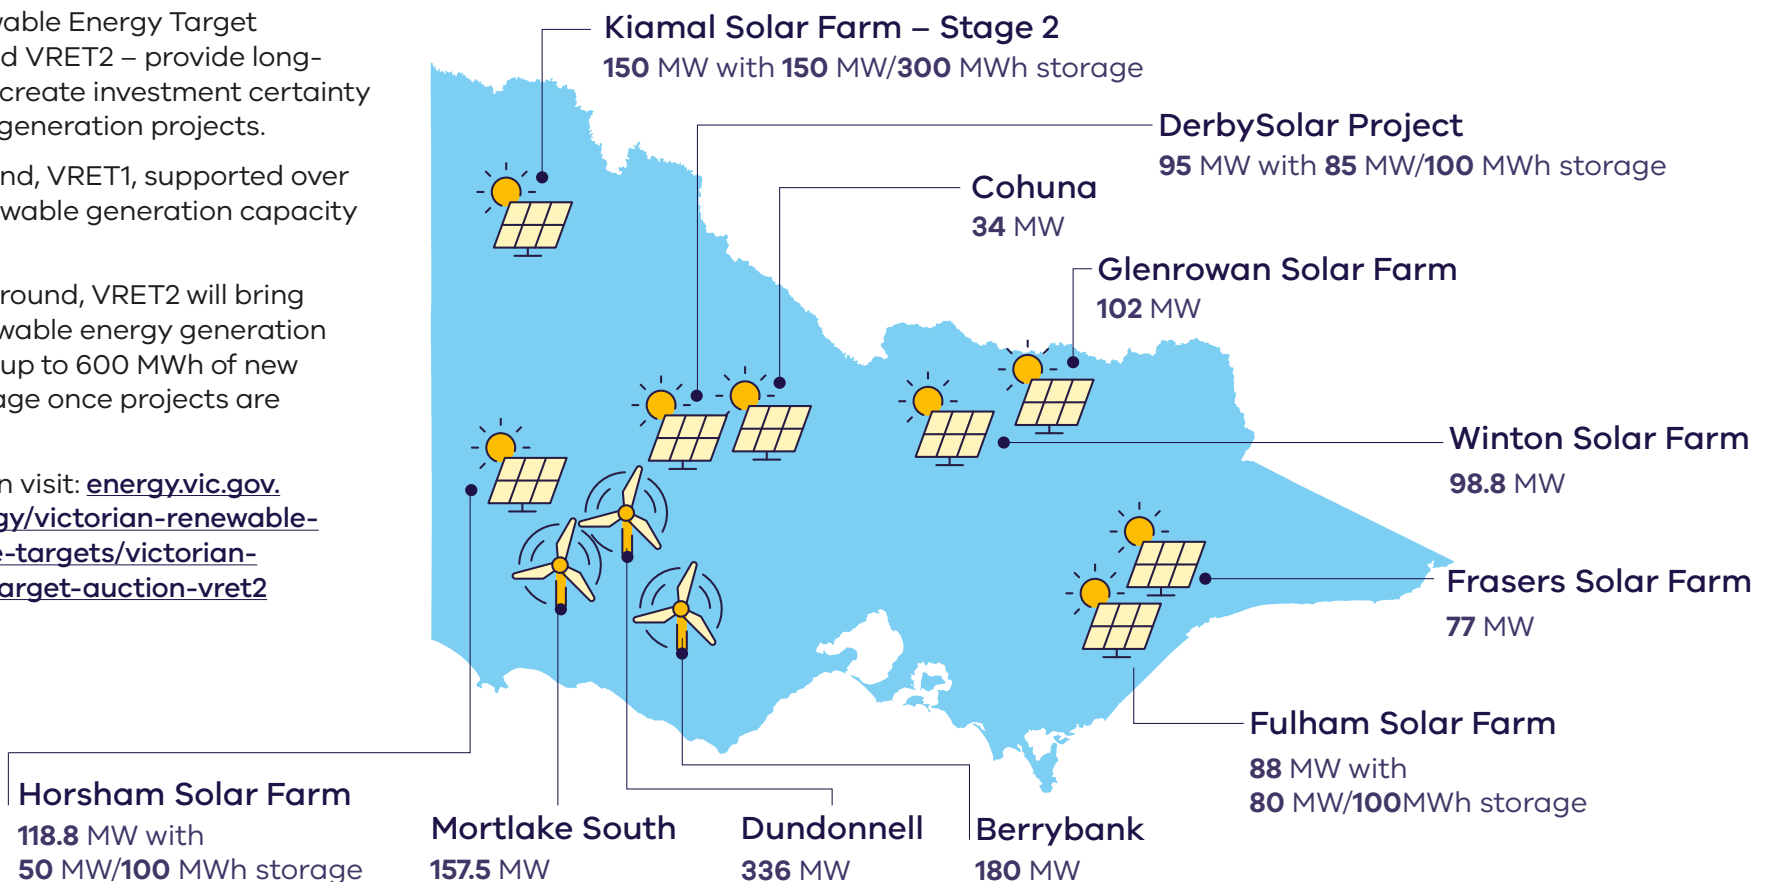 vable Energy Target
d VRET2 – provide long-
create investment certainty
generation projects.
nd, VRET1, supported over
wable generation capacity
round, VRET2 will bring
wable energy generation
up to 600 MWh of new
age once projects are
n visit: energy.vic.gov.
gy/victorian-renewable-
e-targets/victorian-
arget-auction-vret2
Kiamal Solar Farm – Stage 2
150 MW with 150 MW/300 MWh storage
DerbySolar Project
95 MW with 85 MW/100 MWh storage
Cohuna
34 MW
Glenrowan Solar Farm
102 MW
Winton Solar Farm
98.8 MW
Frasers Solar Farm
77 MW
Fulham Solar Farm
88 MW with
80 MW/100MWh storage
Horsham Solar Farm
118.8 MW with
50 MW/100 MWh storage
Mortlake South
157.5 MW
Dundonnell
336 MW
Berrybank
180 MW